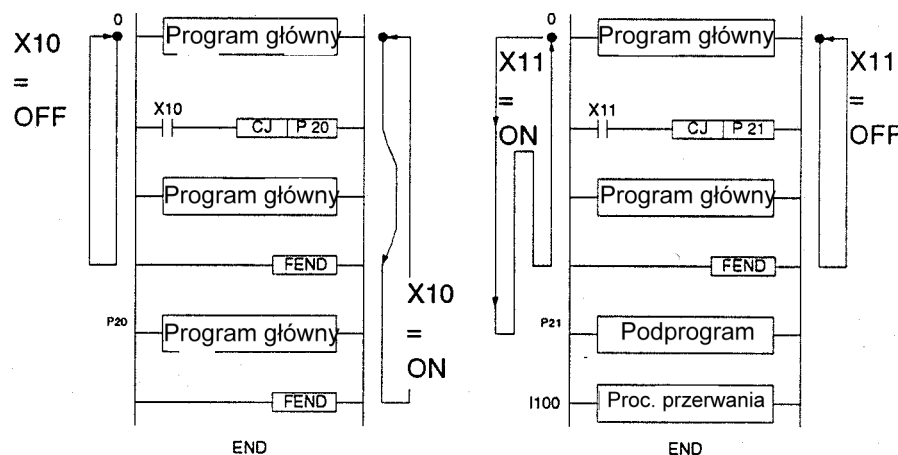 0
X10
=
OFF
Program główny
X10
CJ P 20
Program główny
FEND
X10
=
ON
P20
Program główny
FEND
END
0
X11
=
ON
Program główny
X11
=
OFF
X11
CJ P 21
Program główny
FEND
P21
Podprogram
I100
Proc. przerwania
END